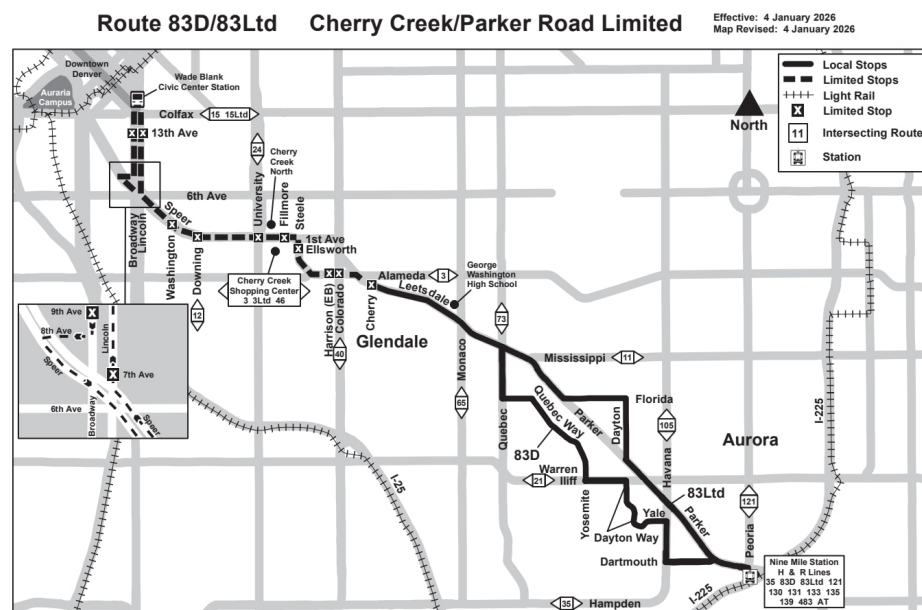 Route 83D/83Ltd Cherry Creek/Parker Road Limited
Effective: 4 January 2026
Map Revised: 4 January 2026
Downtown
Denver
Auraria
Campus
Wade Blank
Civic Center Station
Colfax
15 15Ltd
13th Ave
24
Cherry
Creek
North
University
Fillmore
Steele
6th Ave
Speer
Broadway
Lincoln
Washington
Downing
1st Ave
Ellsworth
Cherry Creek
Shopping Center
3 3Ltd 46
12
Harrison (EB)
Colorado
40
Alameda
3
Leetsdale
Cherry
Glendale
George
Washington
High School
Monaco
65
73
Mississippi
11
Quebec
Quebec Way
83D
Parker
Florida
Dayton
105
Havana
Aurora
Warren
21
Iliff
Yosemite
Dayton Way
Yale
83Ltd
Parker
Dartmouth
121
Peoria
Nine Mile Station
H & R Lines
35 83D 83Ltd 121
130 131 133 135
139 483 AT
35
Hampden
I-25
I-225
I-225
Local Stops
Limited Stops
Light Rail
X
Limited Stop
11
Intersecting Route
Station
North
9th Ave
8th Ave
Lincoln
Speer
7th Ave
6th Ave
Broadway
Speer